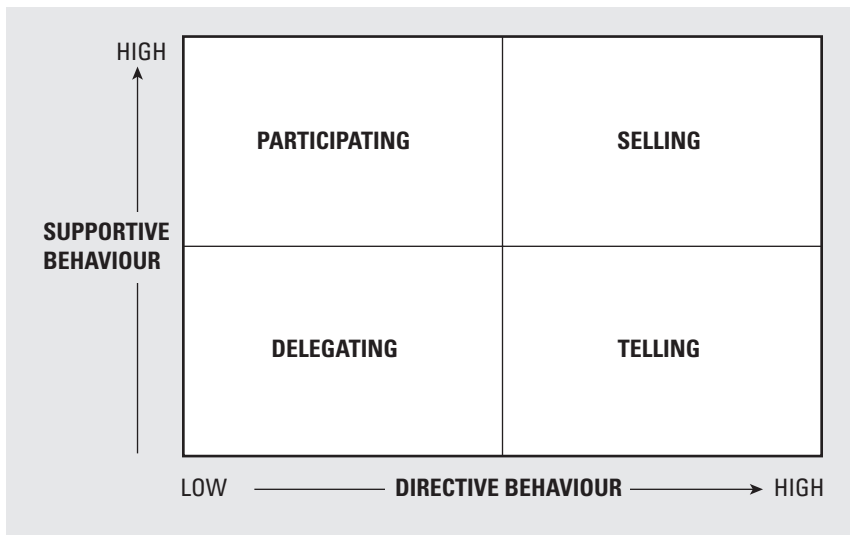 HIGH
PARTICIPATING
SELLING
SUPPORTIVE
BEHAVIOUR
DELEGATING
TELLING
LOW
DIRECTIVE BEHAVIOUR
HIGH